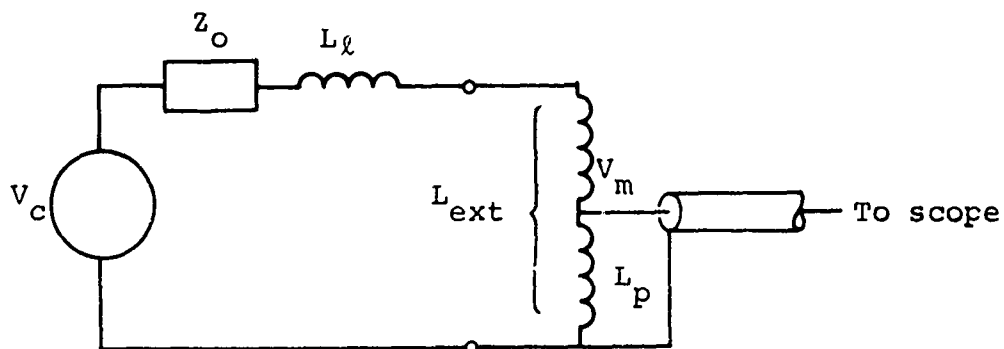 Z_o
L_ℓ
V_c
L_ext
V_m
To scope
L_p